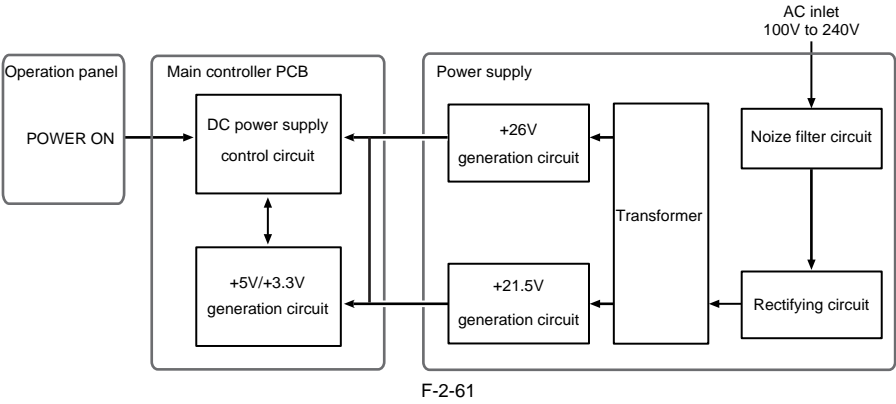 AC inlet
100V to 240V
Operation panel
POWER ON
Main controller PCB
DC power supply
control circuit
+5V/+3.3V
generation circuit
Power supply
+26V
generation circuit
+21.5V
generation circuit
Transformer
Noize filter circuit
Rectifying circuit
F-2-61